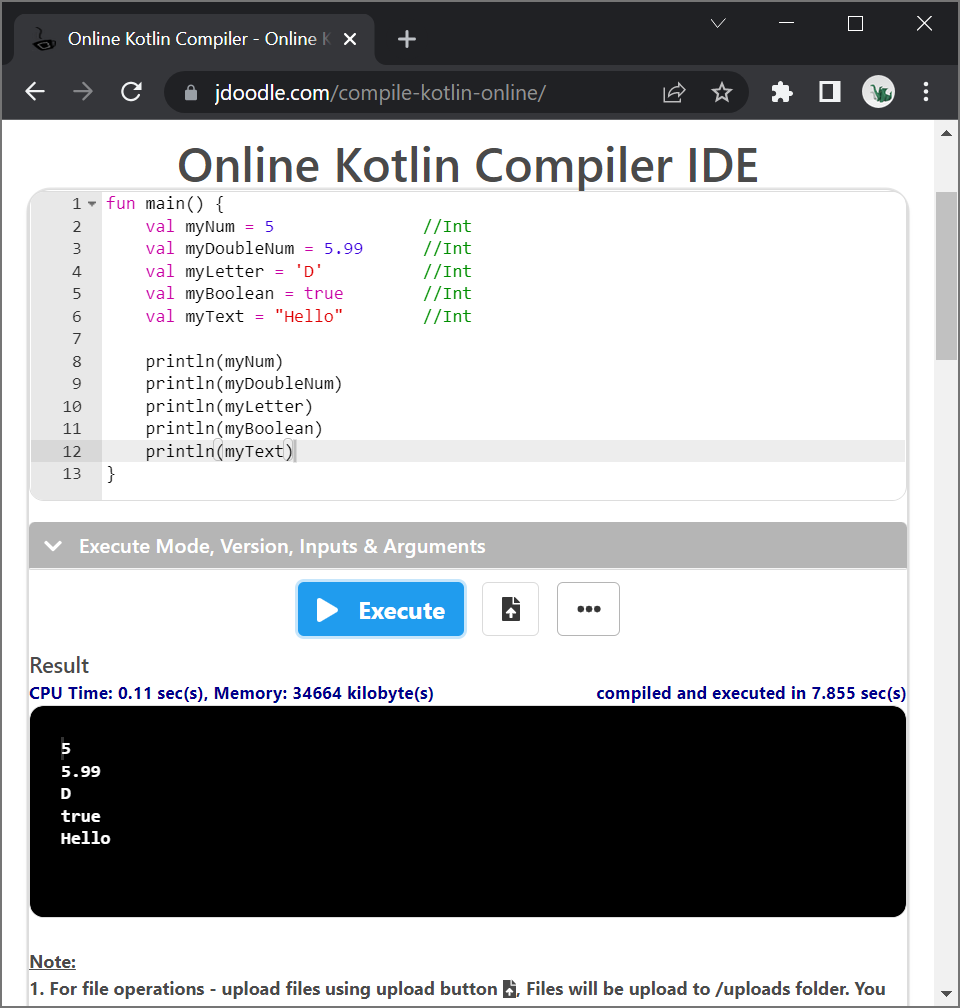 Online Kotlin Compiler - Online K
jdoodle.com/compile-kotlin-online/
Online Kotlin Compiler IDE
1 fun main() {
2     val myNum = 5               //Int
3     val myDoubleNum = 5.99      //Int
4     val myLetter = 'D'          //Int
5     val myBoolean = true        //Int
6     val myText = "Hello"        //Int
7
8     println(myNum)
9     println(myDoubleNum)
10     println(myLetter)
11     println(myBoolean)
12     println(myText)
13 }
Execute Mode, Version, Inputs & Arguments
Execute
Result
CPU Time: 0.11 sec(s), Memory: 34664 kilobyte(s) compiled and executed in 7.855 sec(s)
5
5.99
D
true
Hello
Note:
1. For file operations - upload files using upload button , Files will be upload to /uploads folder. You